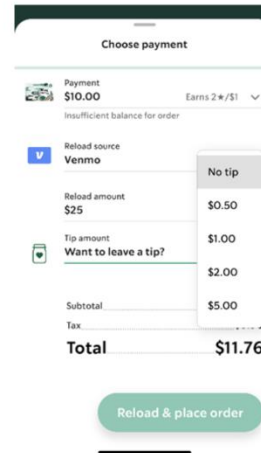 Choose payment
Payment
$10.00 Earns 2★/$1
Insufficient balance for order
Reload source
Venmo
Reload amount
$25
Tip amount
Want to leave a tip?
No tip
$0.50
$1.00
$2.00
$5.00
Subtotal
Tax
Total $11.76
Reload & place order